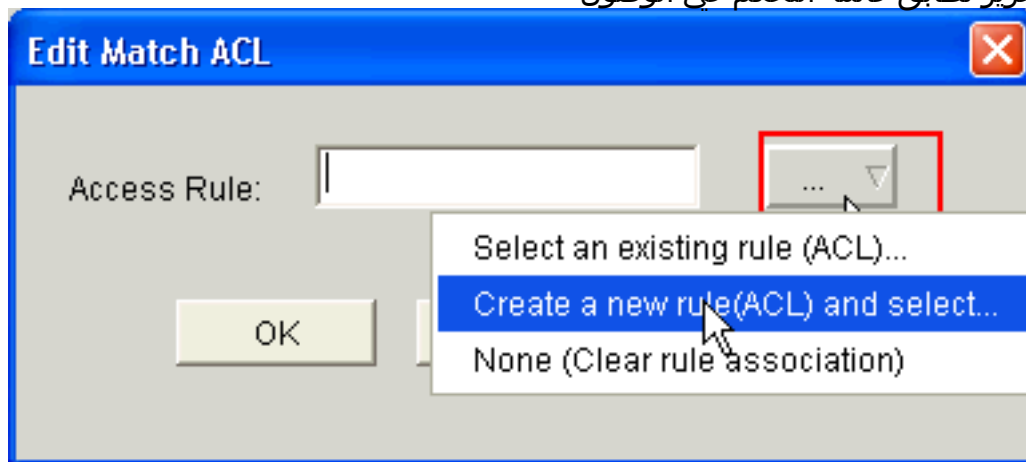 Edit Match ACL
Access Rule:
...
Select an existing rule (ACL)...
Create a new rule(ACL) and select...
None (Clear rule association)
OK